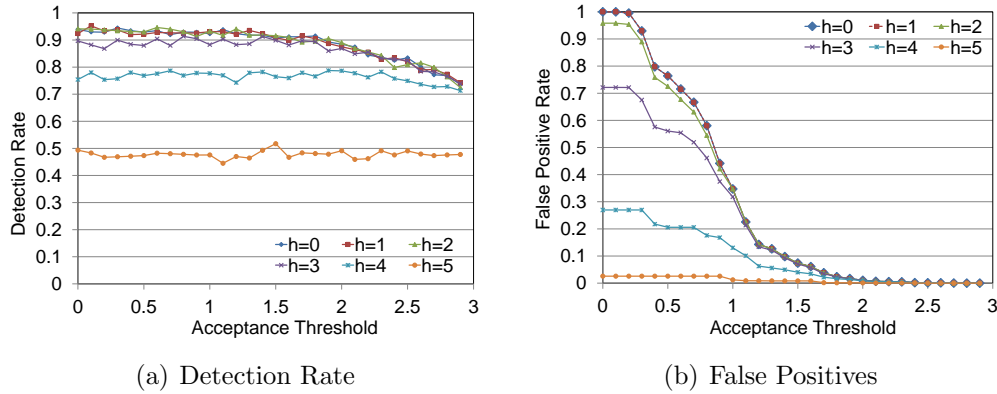 1
0.9
0.8
0.7
0.6
0.5
0.4
0.3
0.2
0.1
0
Detection Rate
h=0 h=1 h=2
h=3 h=4 h=5
0 0.5 1 1.5 2 2.5 3
Acceptance Threshold
(a) Detection Rate
1
0.9
0.8
0.7
0.6
0.5
0.4
0.3
0.2
0.1
0
False Positive Rate
h=0 h=1 h=2
h=3 h=4 h=5
0 0.5 1 1.5 2 2.5 3
Acceptance Threshold
(b) False Positives